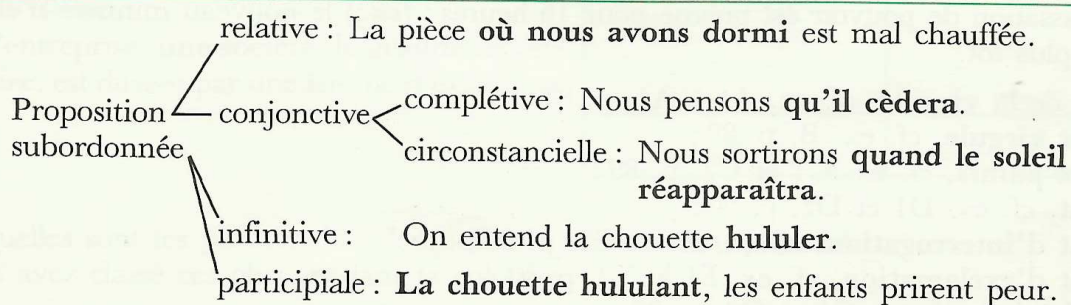 relative : La pièce où nous avons dormi est mal chauffée.
Proposition subordonnée
conjonctive
complétive : Nous pensons qu'il cèdera.
circonstancielle : Nous sortirons quand le soleil
réapparaîtra.
infinitive : On entend la chouette hululer.
participiale : La chouette hululant, les enfants prirent peur.